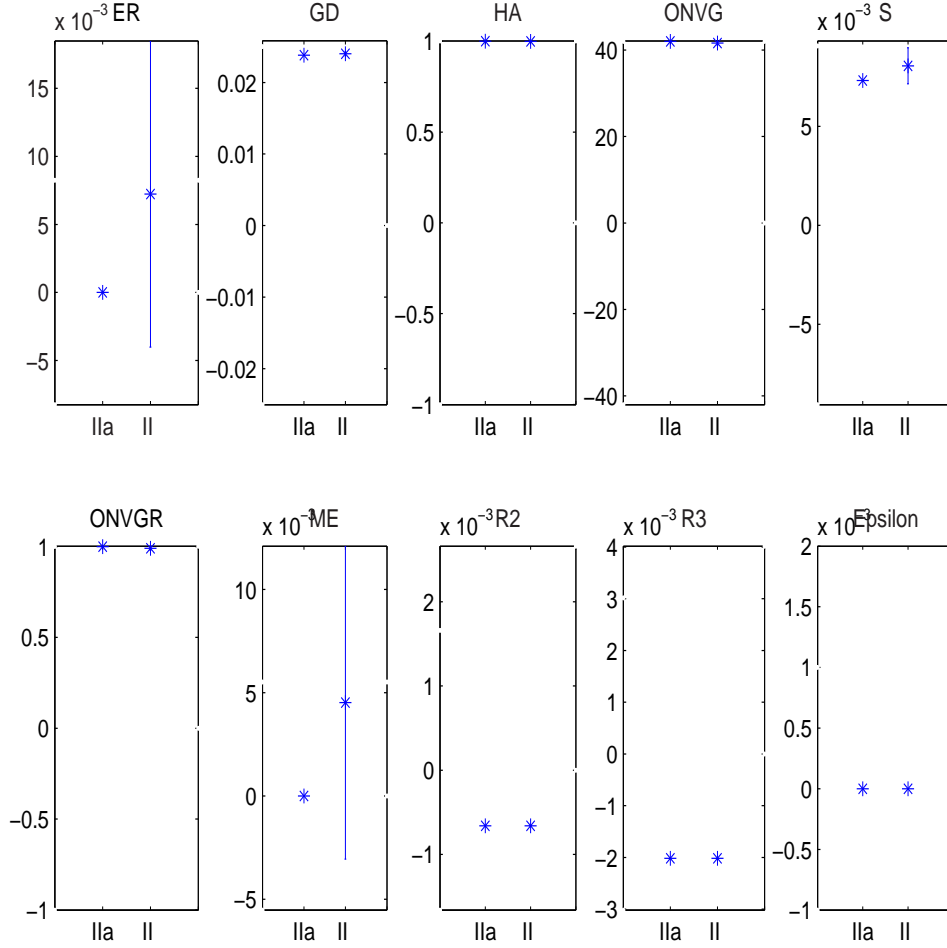 x 10⁻³ ER
15
10
5
0
−5
IIa II
GD
0.02
0.01
0
−0.01
−0.02
IIa II
HA
1
0.5
0
−0.5
−1
IIa II
ONVG
40
20
0
−20
−40
IIa II
x 10⁻³ S
5
0
−5
IIa II
ONVGR
1
0.5
0
−0.5
−1
IIa II
x 10⁻³ ME
10
5
0
−5
IIa II
x 10⁻³ R2
2
1
0
−1
IIa II
x 10⁻³ R3
4
3
2
1
0
−1
−2
−3
IIa II
x 10⁻³ Epsilon
2
1.5
1
0.5
0
−0.5
−1
IIa II